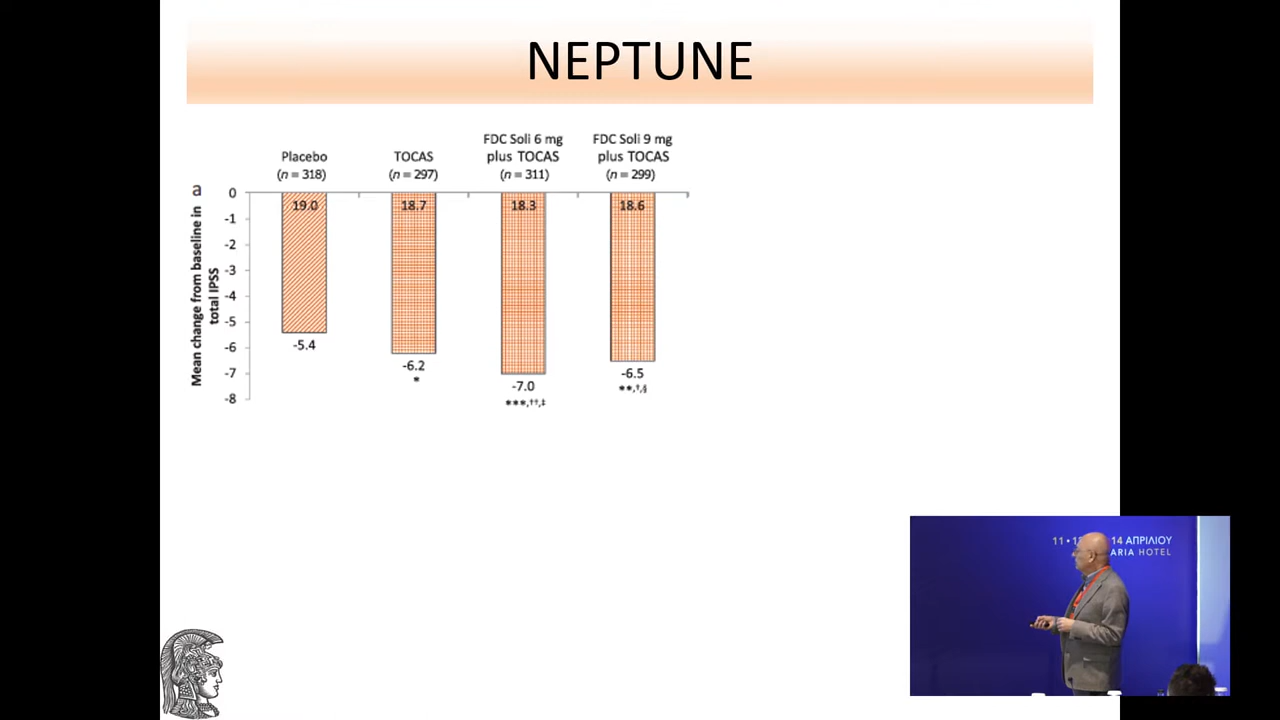 NEPTUNE
Placebo
(n = 318)
TOCAS
(n = 297)
FDC Soli 6 mg
plus TOCAS
(n = 311)
FDC Soli 9 mg
plus TOCAS
(n = 299)
a
Mean change from baseline in
total IPSS
0
-1
-2
-3
-4
-5
-6
-7
-8
19.0
18.7
18.3
18.6
-5.4
-6.2
*
-7.0
***,††,‡
-6.5
**,†,§
14 ΑΠΡΙΛΙΟΥ
ARIA HOTEL